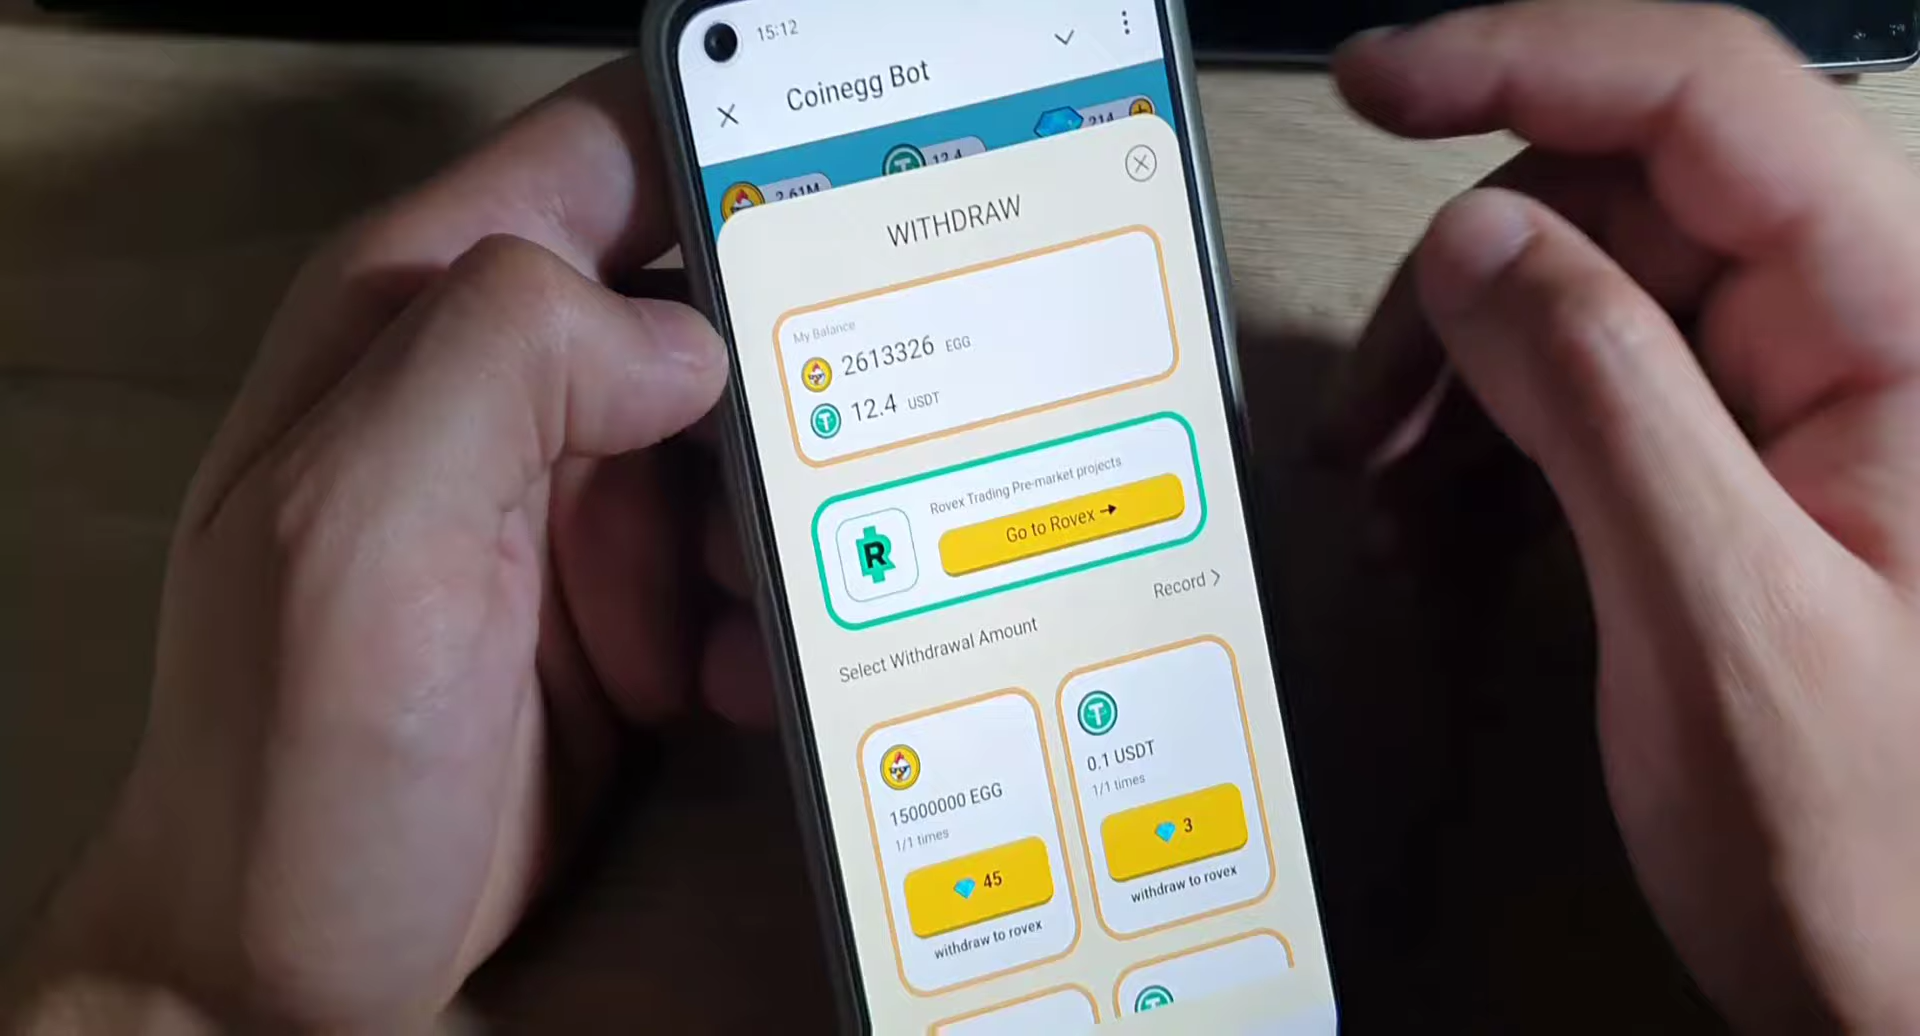 15:12
Coinegg Bot
214
12.4
2.61M
WITHDRAW
My Balance
2613326 EGG
12.4 USDT
Rovex Trading Pre-market projects
R
Go to Rovex →
Record >
Select Withdrawal Amount
15000000 EGG
1/1 times
45
withdraw to rovex
0.1 USDT
1/1 times
3
withdraw to rovex